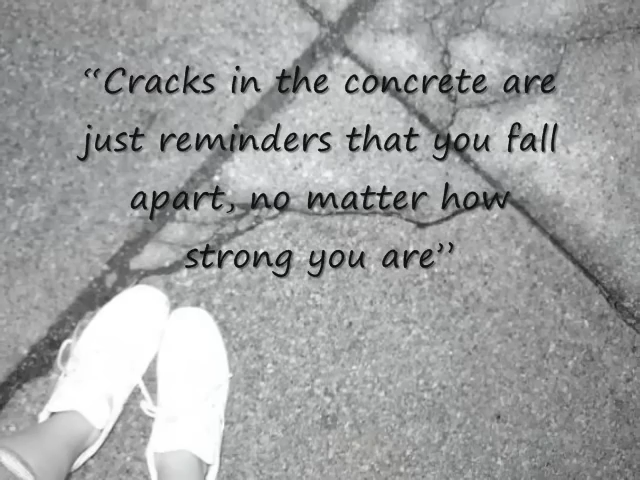 “Cracks in the concrete are
just reminders that you fall
apart, no matter how
strong you are”